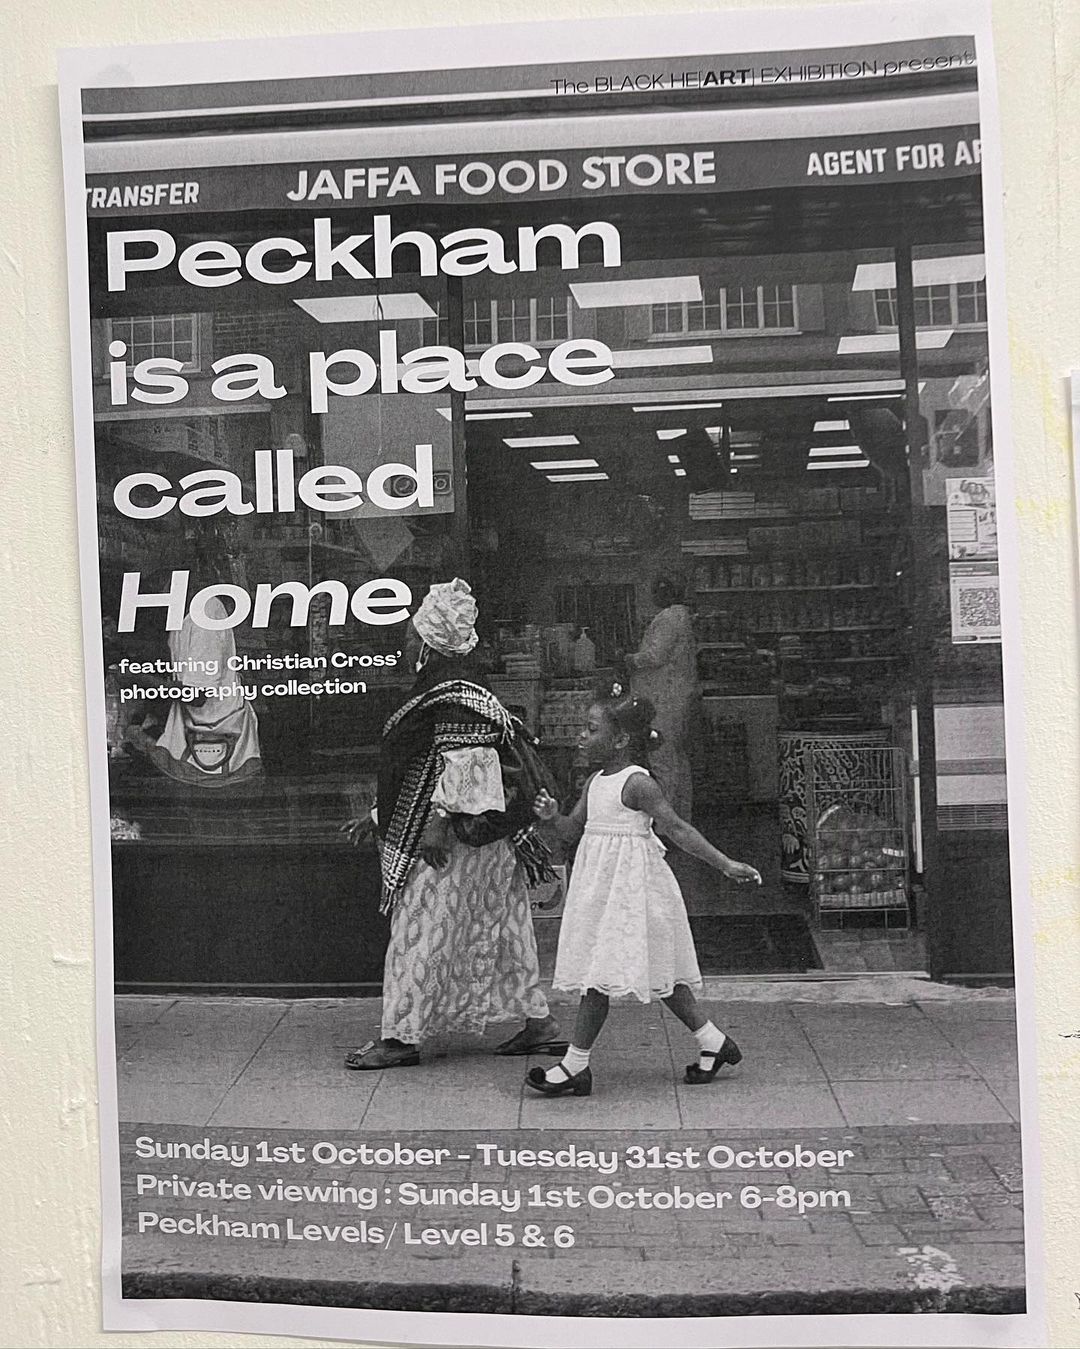 The BLACK HE|ART| EXHIBITION present
TRANSFER
JAFFA FOOD STORE
AGENT FOR AF
Peckham
is a place
called
Home
featuring Christian Cross'
photography collection
Sunday 1st October - Tuesday 31st October
Private viewing : Sunday 1st October 6-8pm
Peckham Levels/ Level 5 & 6